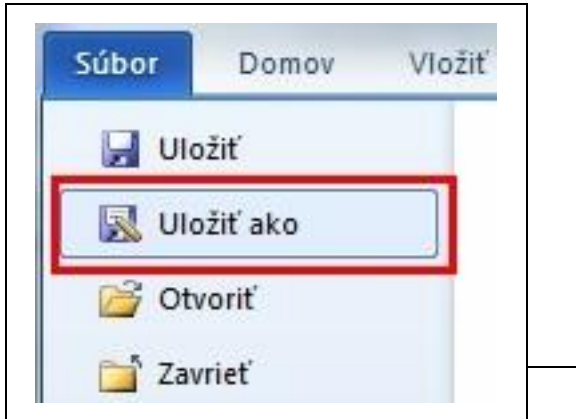 Súbor Domov Vložiť
Uložiť
Uložiť ako
Otvoriť
Zavrieť